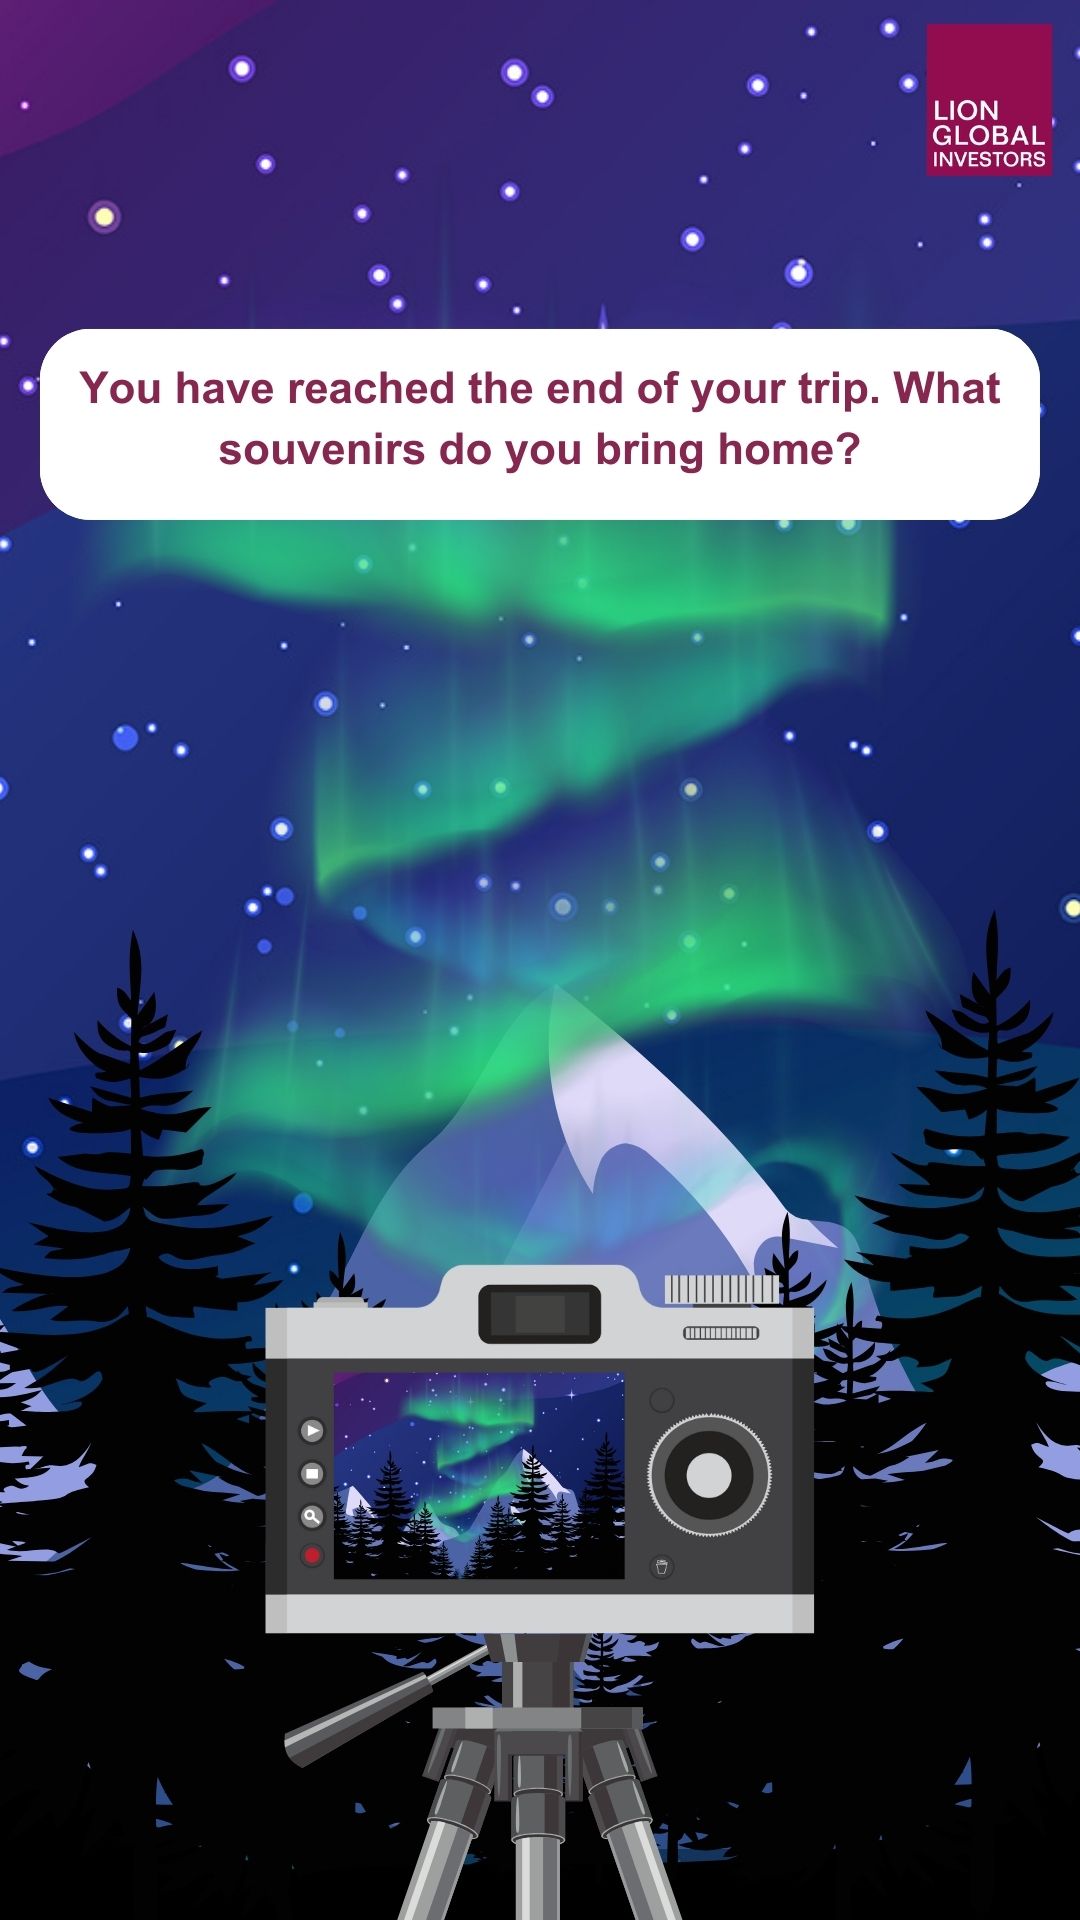 LION
GLOBAL
INVESTORS
You have reached the end of your trip. What
souvenirs do you bring home?